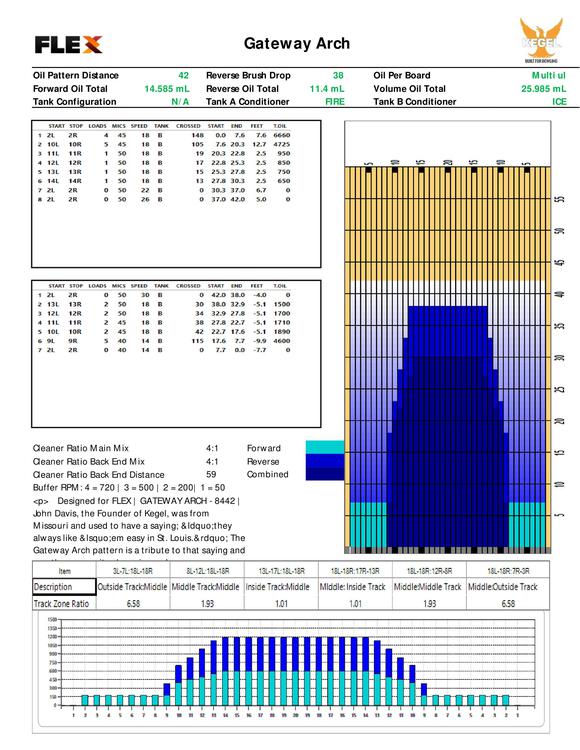 FLEX
Gateway Arch
KEGEL
BUILT FOR BOWLING
Oil Pattern Distance 42 Reverse Brush Drop 38 Oil Per Board Multi ul
Forward Oil Total 14.585 mL Reverse Oil Total 11.4 mL Volume Oil Total 25.985 mL
Tank Configuration N/A Tank A Conditioner FIRE Tank B Conditioner ICE
START STOP LOADS MICS SPEED TANK CROSSED START END FEET T.OIL
1 2L 2R 4 45 18 B 148 0.0 7.6 7.6 6660
2 10L 10R 5 45 18 B 105 7.6 20.3 12.7 4725
3 11L 11R 1 50 18 B 19 20.3 22.8 2.5 950
4 12L 12R 1 50 18 B 17 22.8 25.3 2.5 850
5 13L 13R 1 50 18 B 15 25.3 27.8 2.5 750
6 14L 14R 1 50 18 B 13 27.8 30.3 2.5 650
7 2L 2R 0 50 22 B 0 30.3 37.0 6.7 0
8 2L 2R 0 50 26 B 0 37.0 42.0 5.0 0
START STOP LOADS MICS SPEED TANK CROSSED START END FEET T.OIL
1 2L 2R 0 50 30 B 0 42.0 38.0 -4.0 0
2 13L 13R 2 50 18 B 30 38.0 32.9 -5.1 1500
3 12L 12R 2 50 18 B 34 32.9 27.8 -5.1 1700
4 11L 11R 2 45 18 B 38 27.8 22.7 -5.1 1710
5 10L 10R 2 45 18 B 42 22.7 17.6 -5.1 1890
6 9L 9R 5 40 14 B 115 17.6 7.7 -9.9 4600
7 2L 2R 0 40 14 B 0 7.7 0.0 -7.7 0
5 10 15 20 15 10 5
55
50
45
40
35
30
25
20
15
10
5
Cleaner Ratio Main Mix 4:1 Forward
Cleaner Ratio Back End Mix 4:1 Reverse
Cleaner Ratio Back End Distance 59 Combined
Buffer RPM: 4 = 720 | 3 = 500 | 2 = 200 | 1 = 50
<p> Designed for FLEX | GATEWAY ARCH - 8442 |
John Davis, the Founder of Kegel, was from
Missouri and used to have a saying; &ldquo;they
always like &lsquo;em easy in St. Louis.&rdquo; The
Gateway Arch pattern is a tribute to that saying and
Item 3L-7L:18L-18R 8L-12L:18L-18R 13L-17L:18L-18R 18L-18R:17R-13R 18L-18R:12R-8R 18L-18R:7R-3R
Description Outside Track:Middle Middle Track:Middle Inside Track:Middle MIddle: Inside Track Middle:Middle Track Middle:Outside Track
Track Zone Ratio 6.58 1.93 1.01 1.01 1.93 6.58
1500
1350
1200
1050
900
750
600
450
300
150
0
1 2 3 4 5 6 7 8 9 10 11 12 13 14 15 16 17 18 19 20 19 18 17 16 15 14 13 12 11 10 9 8 7 6 5 4 3 2 1